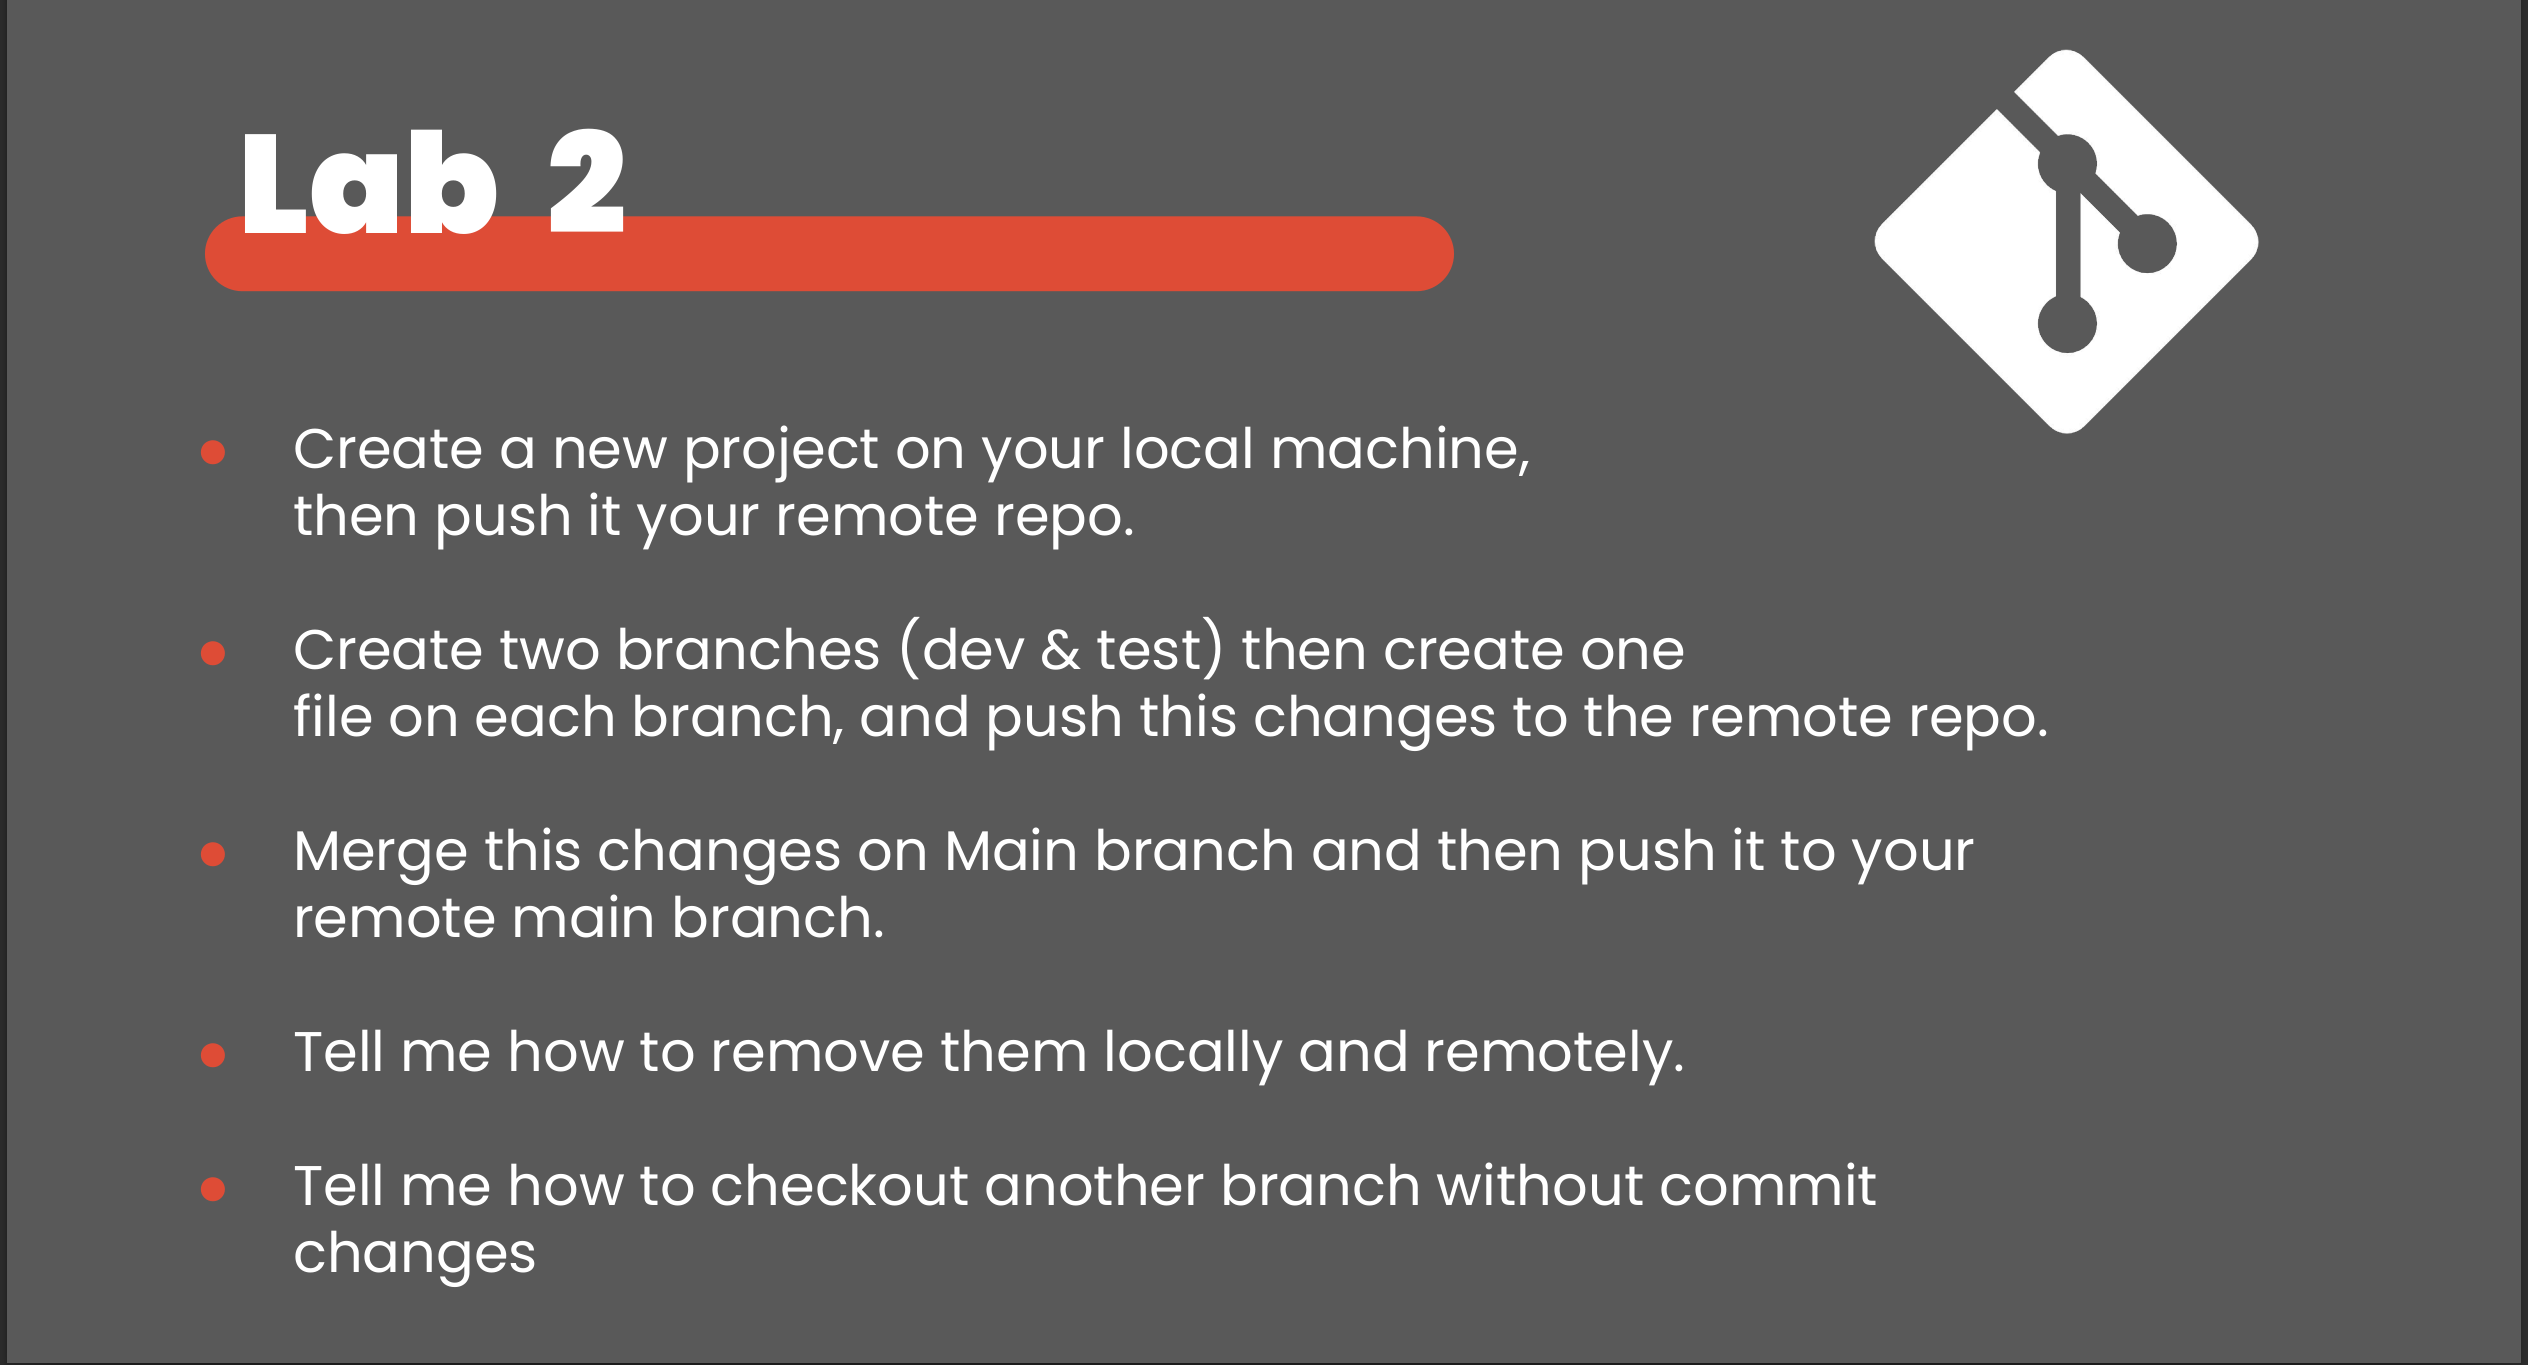 Lab 2
Create a new project on your local machine,
then push it your remote repo.
Create two branches (dev & test) then create one
file on each branch, and push this changes to the remote repo.
Merge this changes on Main branch and then push it to your
remote main branch.
Tell me how to remove them locally and remotely.
Tell me how to checkout another branch without commit
changes